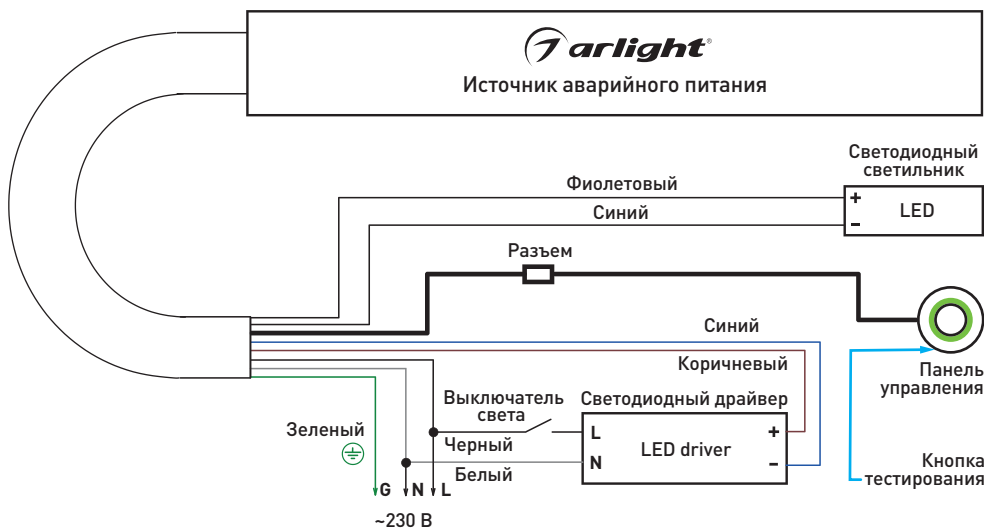 arlight®
Источник аварийного питания
Светодиодный
светильник
Фиолетовый
+
LED
Синий
–
Разъем
Синий
Коричневый
Панель
управления
Выключатель
света
Светодиодный драйвер
Зеленый
Черный
L
LED driver
+
N
–
Белый
Кнопка
тестирования
G N L
~230 В